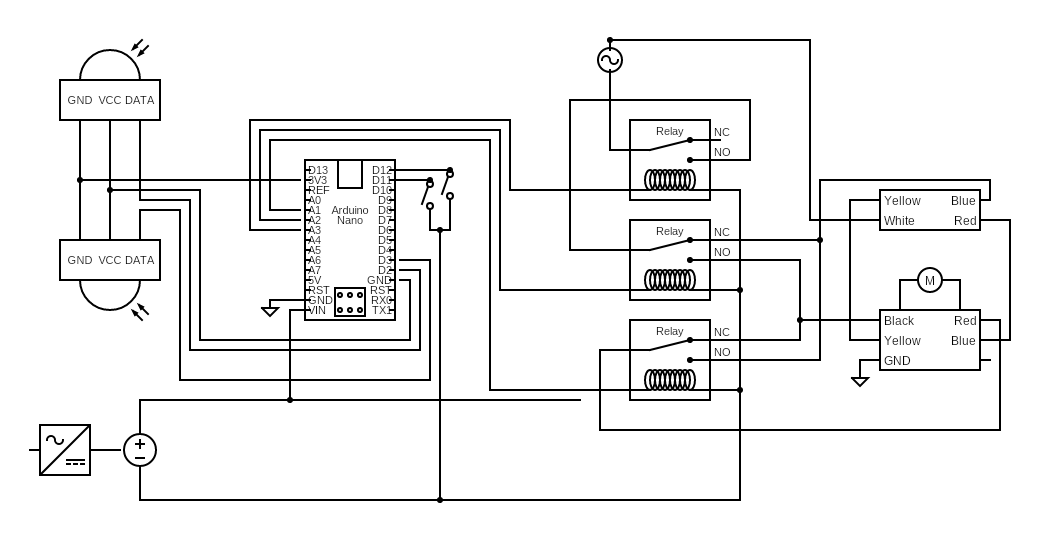 GND VCC DATA
GND VCC DATA
D13
3V3
REF
A0
A1
A2
A3
A4
A5
A6
A7
5V
RST
GND
VIN
Arduino
Nano
D12
D11
D10
D9
D8
D7
D6
D5
D4
D3
D2
GND
RST
RX0
TX1
Relay
NC
NO
NC
NO
Relay
NC
NO
Yellow Blue
White Red
M
Black Red
Yellow Blue
GND